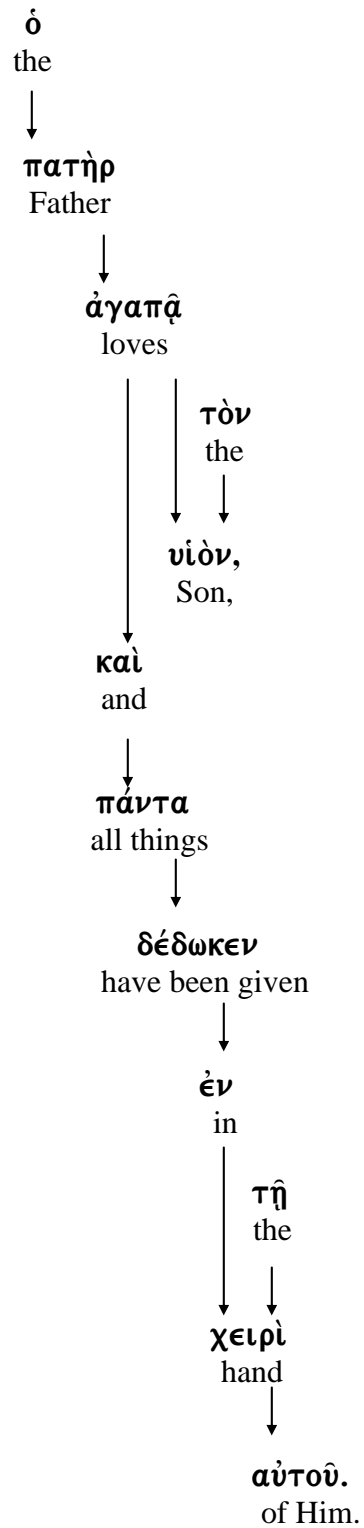 ὁ
the
πατὴρ
Father
ἀγαπᾷ
loves
τὸν
the
υἱὸν,
Son,
καὶ
and
πάντα
all things
δέδωκεν
have been given
ἐν
in
τῇ
the
χειρὶ
hand
αὐτοῦ.
of Him.